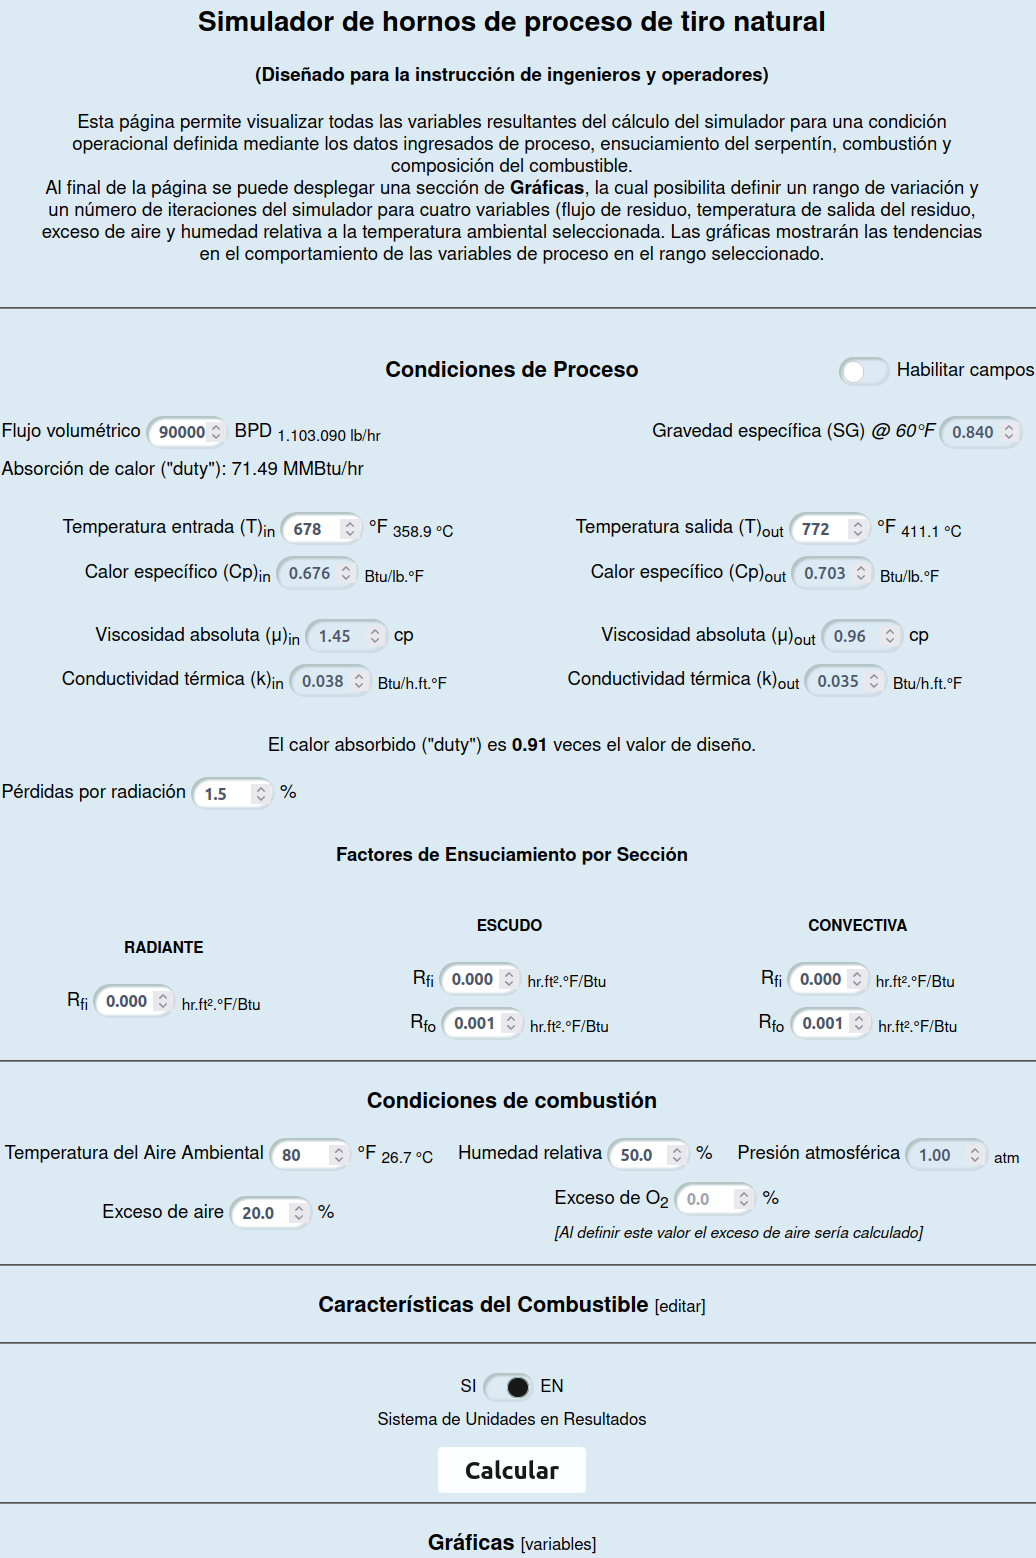 Simulador de hornos de proceso de tiro natural
(Diseñado para la instrucción de ingenieros y operadores)
Esta página permite visualizar todas las variables resultantes del cálculo del simulador para una condición
operacional definida mediante los datos ingresados de proceso, ensuciamiento del serpentín, combustión y
composición del combustible.
Al final de la página se puede desplegar una sección de Gráficas, la cual posibilita definir un rango de variación y
un número de iteraciones del simulador para cuatro variables (flujo de residuo, temperatura de salida del residuo,
exceso de aire y humedad relativa a la temperatura ambiental seleccionada. Las gráficas mostrarán las tendencias
en el comportamiento de las variables de proceso en el rango seleccionado.
Condiciones de Proceso
Habilitar campos
Flujo volumétrico 90000 BPD 1.103.090 lb/hr
Gravedad específica (SG) @ 60°F 0.840
Absorción de calor ("duty"): 71.49 MMBtu/hr
Temperatura entrada (T)in 678 °F 358.9 °C
Temperatura salida (T)out 772 °F 411.1 °C
Calor específico (Cp)in 0.676 Btu/lb.°F
Calor específico (Cp)out 0.703 Btu/lb.°F
Viscosidad absoluta (µ)in 1.45 cp
Viscosidad absoluta (µ)out 0.96 cp
Conductividad térmica (k)in 0.038 Btu/h.ft.°F
Conductividad térmica (k)out 0.035 Btu/h.ft.°F
El calor absorbido ("duty") es 0.91 veces el valor de diseño.
Pérdidas por radiación 1.5 %
Factores de Ensuciamiento por Sección
RADIANTE
Rfi 0.000 hr.ft².°F/Btu
ESCUDO
Rfi 0.000 hr.ft².°F/Btu
Rfo 0.001 hr.ft².°F/Btu
CONVECTIVA
Rfi 0.000 hr.ft².°F/Btu
Rfo 0.001 hr.ft².°F/Btu
Condiciones de combustión
Temperatura del Aire Ambiental 80 °F 26.7 °C
Humedad relativa 50.0 %
Presión atmosférica 1.00 atm
Exceso de aire 20.0 %
Exceso de O2 0.0 %
[Al definir este valor el exceso de aire sería calculado]
Características del Combustible [editar]
SI EN
Sistema de Unidades en Resultados
Calcular
Gráficas [variables]